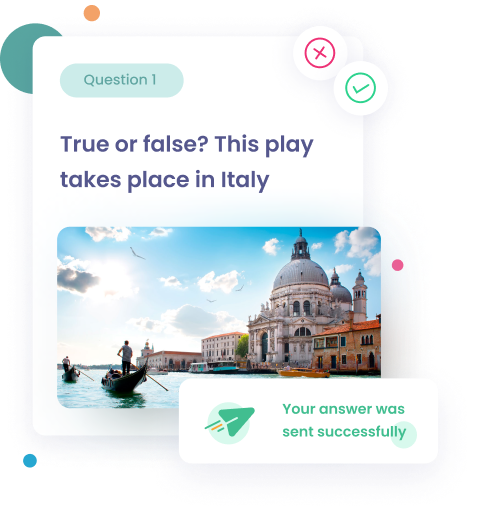 Question 1
True or false? This play
takes place in Italy
Your answer was
sent successfully